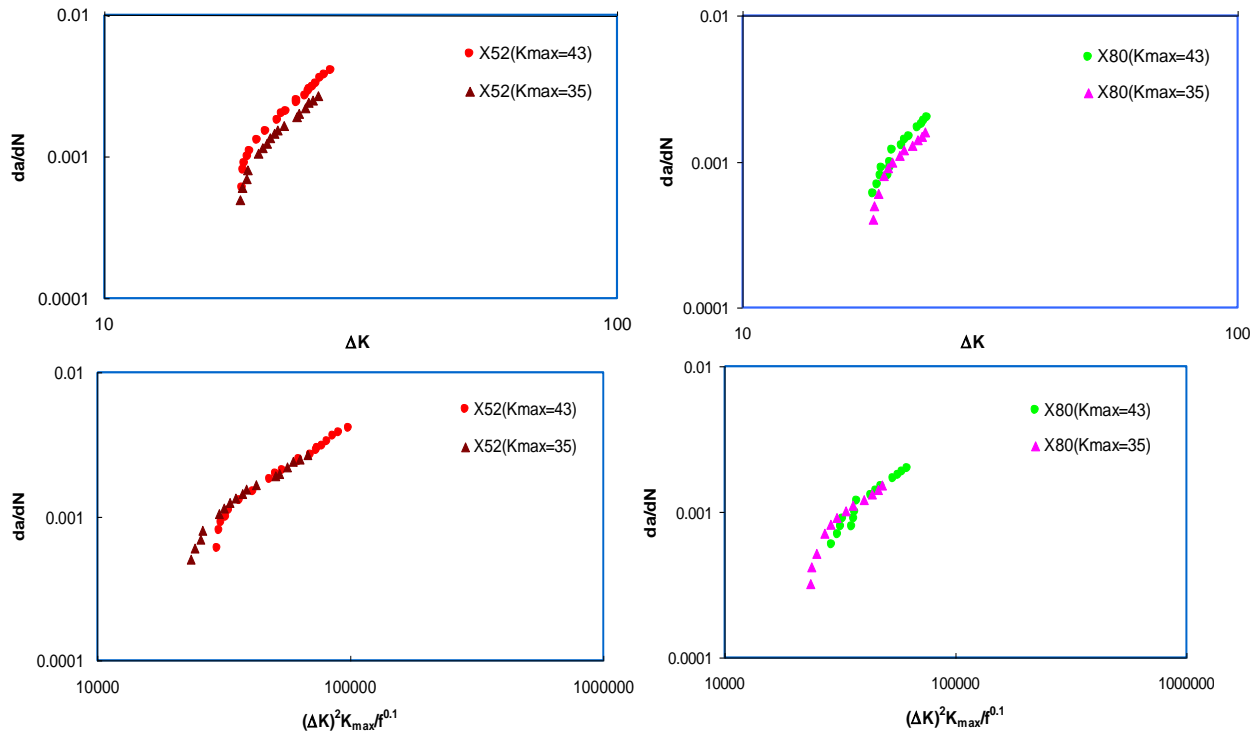 0.01
X52(Kmax=43)
X52(Kmax=35)
da/dN
0.001
0.0001
10
100
ΔK
0.01
X80(Kmax=43)
X80(Kmax=35)
da/dN
0.001
0.0001
10
100
ΔK
0.01
X52(Kmax=43)
X52(Kmax=35)
da/dN
0.001
0.0001
10000
100000
1000000
(ΔK)²Kmax/f⁰·¹
0.01
X80(Kmax=43)
X80(Kmax=35)
da/dN
0.001
0.0001
10000
100000
1000000
(ΔK)²Kmax/f⁰·¹